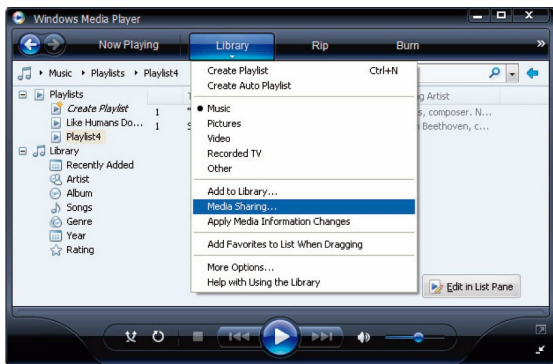 Windows Media Player
Now Playing Library Rip Burn »
Music Playlists Playlist4
Playlists
Create Playlist
Like Humans Do... 1
Playlist4 1
Library
Recently Added
Artist
Album
Songs
Genre
Year
Rating
Create Playlist Ctrl+N
Create Auto Playlist
Music
Pictures
Video
Recorded TV
Other
Add to Library...
Media Sharing...
Apply Media Information Changes
Add Favorites to List When Dragging
More Options...
Help with Using the Library
Artist
, composer. N...
Beethoven, c...
Edit in List Pane